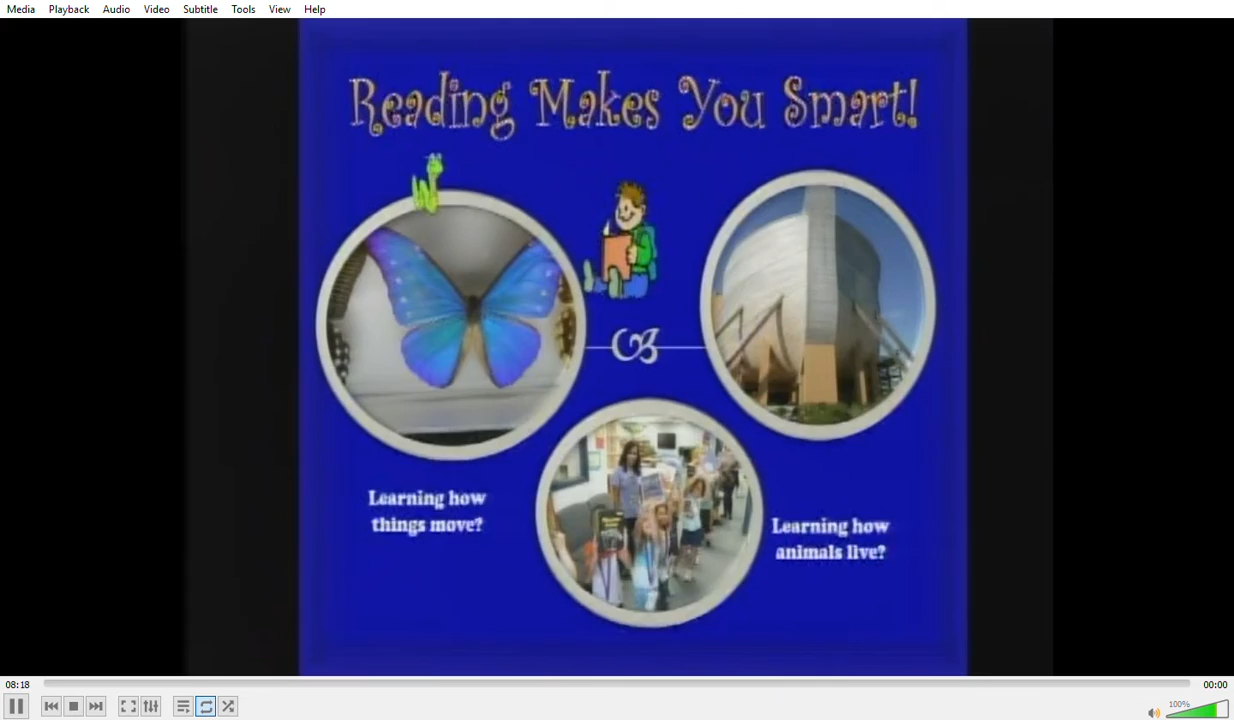 Media Playback Audio Video Subtitle Tools View Help
Reading Makes You Smart!
Learning how
things move?
Learning how
animals live?
08:18 00:00
100%